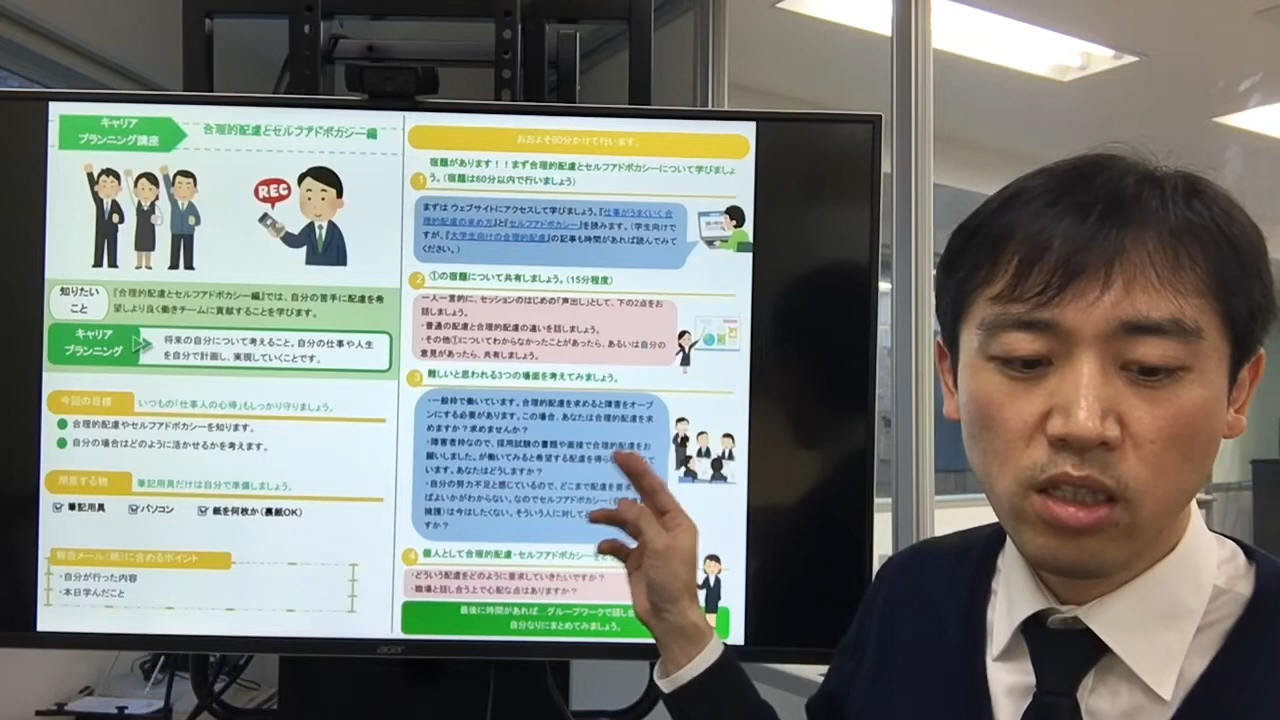 キャリア
プランニング講座
合理的配慮とセルフアドボカシー編
REC
知りたい
こと
『合理的配慮とセルフアドボカシー編』では、自分の苦手に配慮を希
望しより良く働きチームに貢献することを学びます。
キャリア
プランニング
将来の自分について考えること。自分の仕事や人生
を自分で計画し、実現していくことです。
今回の目標
いつもの「仕事人の心得」もしっかり守りましょう。
合理的配慮やセルフアドボカシーを知ります。
自分の場合はどのように活かせるかを考えます。
用意する物
筆記用具だけは自分で準備しましょう。
筆記用具
パソコン
紙を何枚か(裏紙OK)
報告メール(紙)に含めるポイント
・自分が行った内容
・本日学んだこと
おおよそ60分かけて行います。
1
宿題があります!!まず合理的配慮とセルフアドボカシーについて学びましょ
う。(宿題は60分以内で行いましょう)
まずは ウェブサイトにアクセスして学びましょう。『仕事がうまくいく合
理的配慮の求め方』と『セルフアドボカシー』を読みます。(学生向けで
すが、『大学生向けの合理的配慮』の記事も時間があれば読んでみて
ください。)
2
①の宿題について共有しましょう。(15分程度)
一人一言的に、セッションのはじめの「声出し」として、下の2点をお
話しましょう。
・普通の配慮と合理的配慮の違いを話しましょう。
・その他①についてわからなかったことがあったら、あるいは自分の
意見があったら、共有しましょう。
3
難しいと思われる3つの場面を考えてみましょう。
・一般枠で働いています。合理的配慮を求めると障害をオープ
ンにする必要があります。この場合、あなたは合理的配慮を求
めますか?求めませんか?
・障害者枠なので、採用試験の書類や面接で合理的配慮をお
願いしました。が働いてみると希望する配慮を得ら
います。あなたはどうしますか?
・自分の努力不足と感じているので、どこまで配慮を要求
ばよいかがわからない。なのでセルフアドボカシー(自
擁護)は今はしたくない。そういう人に対して
すか?
4
個人として合理的配慮・セルフアドボカシーを
・どういう配慮をどのように要求していきたいですか?
・職場と話し合う上で心配な点はありますか?
最後に時間があれば…グループワークで話し
自分なりにまとめてみましょう。
acer